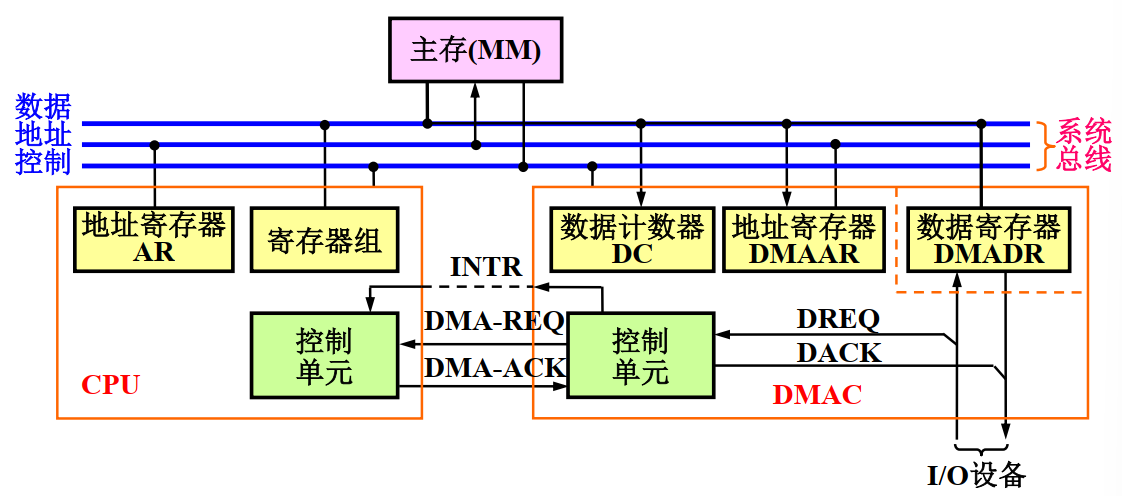 主存(MM)
数据
地址
控制
系统
总线
地址寄存器
AR
寄存器组
数据计数器
DC
地址寄存器
DMAAR
数据寄存器
DMADR
INTR
控制
单元
DMA-REQ
DMA-ACK
控制
单元
DREQ
DACK
CPU
DMAC
I/O设备